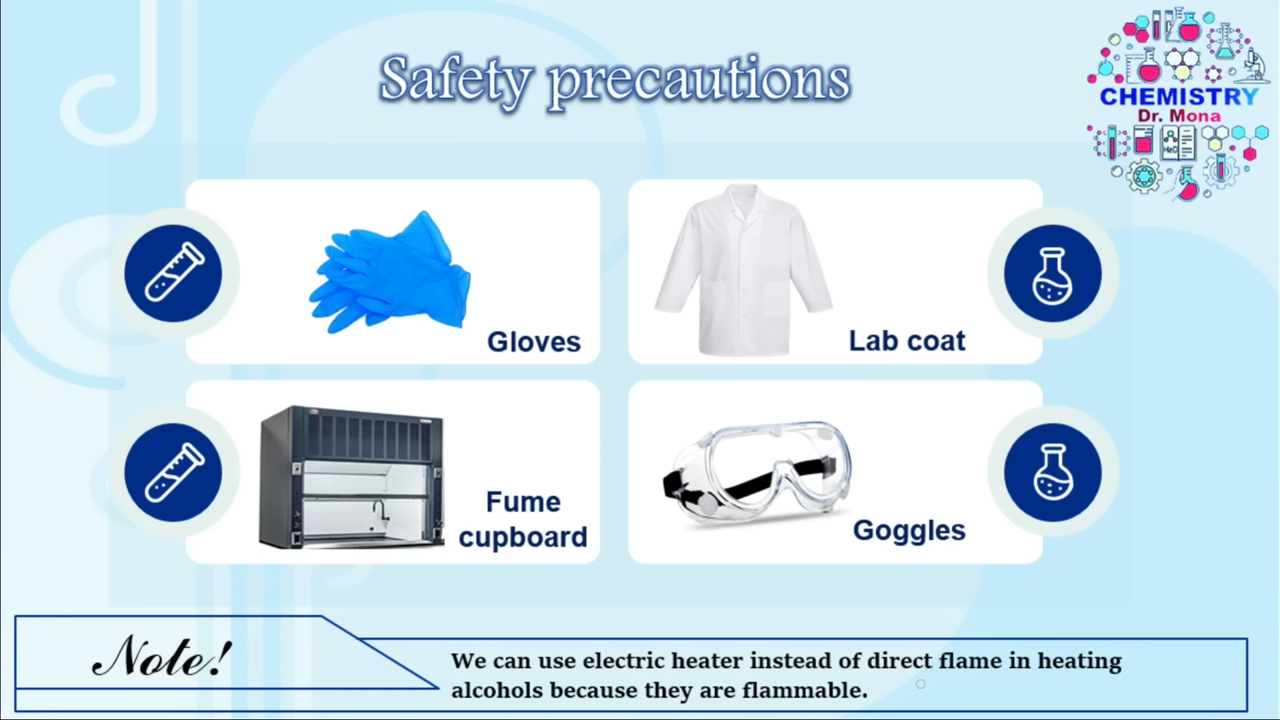 Safety precautions
CHEMISTRY
Dr. Mona
Gloves
Lab coat
Fume
cupboard
Goggles
Note!
We can use electric heater instead of direct flame in heating
alcohols because they are flammable.